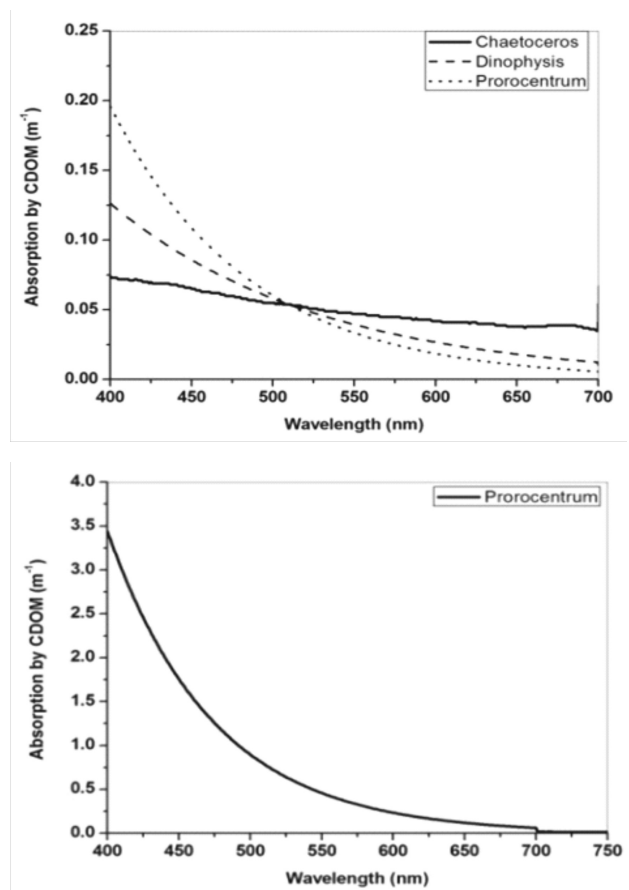 0.25
0.20
0.15
0.10
0.05
0.00
Absorption by CDOM (m⁻¹)
Chaetoceros
Dinophysis
Prorocentrum
400 450 500 550 600 650 700
Wavelength (nm)
4.0
3.5
3.0
2.5
2.0
1.5
1.0
0.5
0.0
Absorption by CDOM (m⁻¹)
Prorocentrum
400 450 500 550 600 650 700 750
Wavelength (nm)